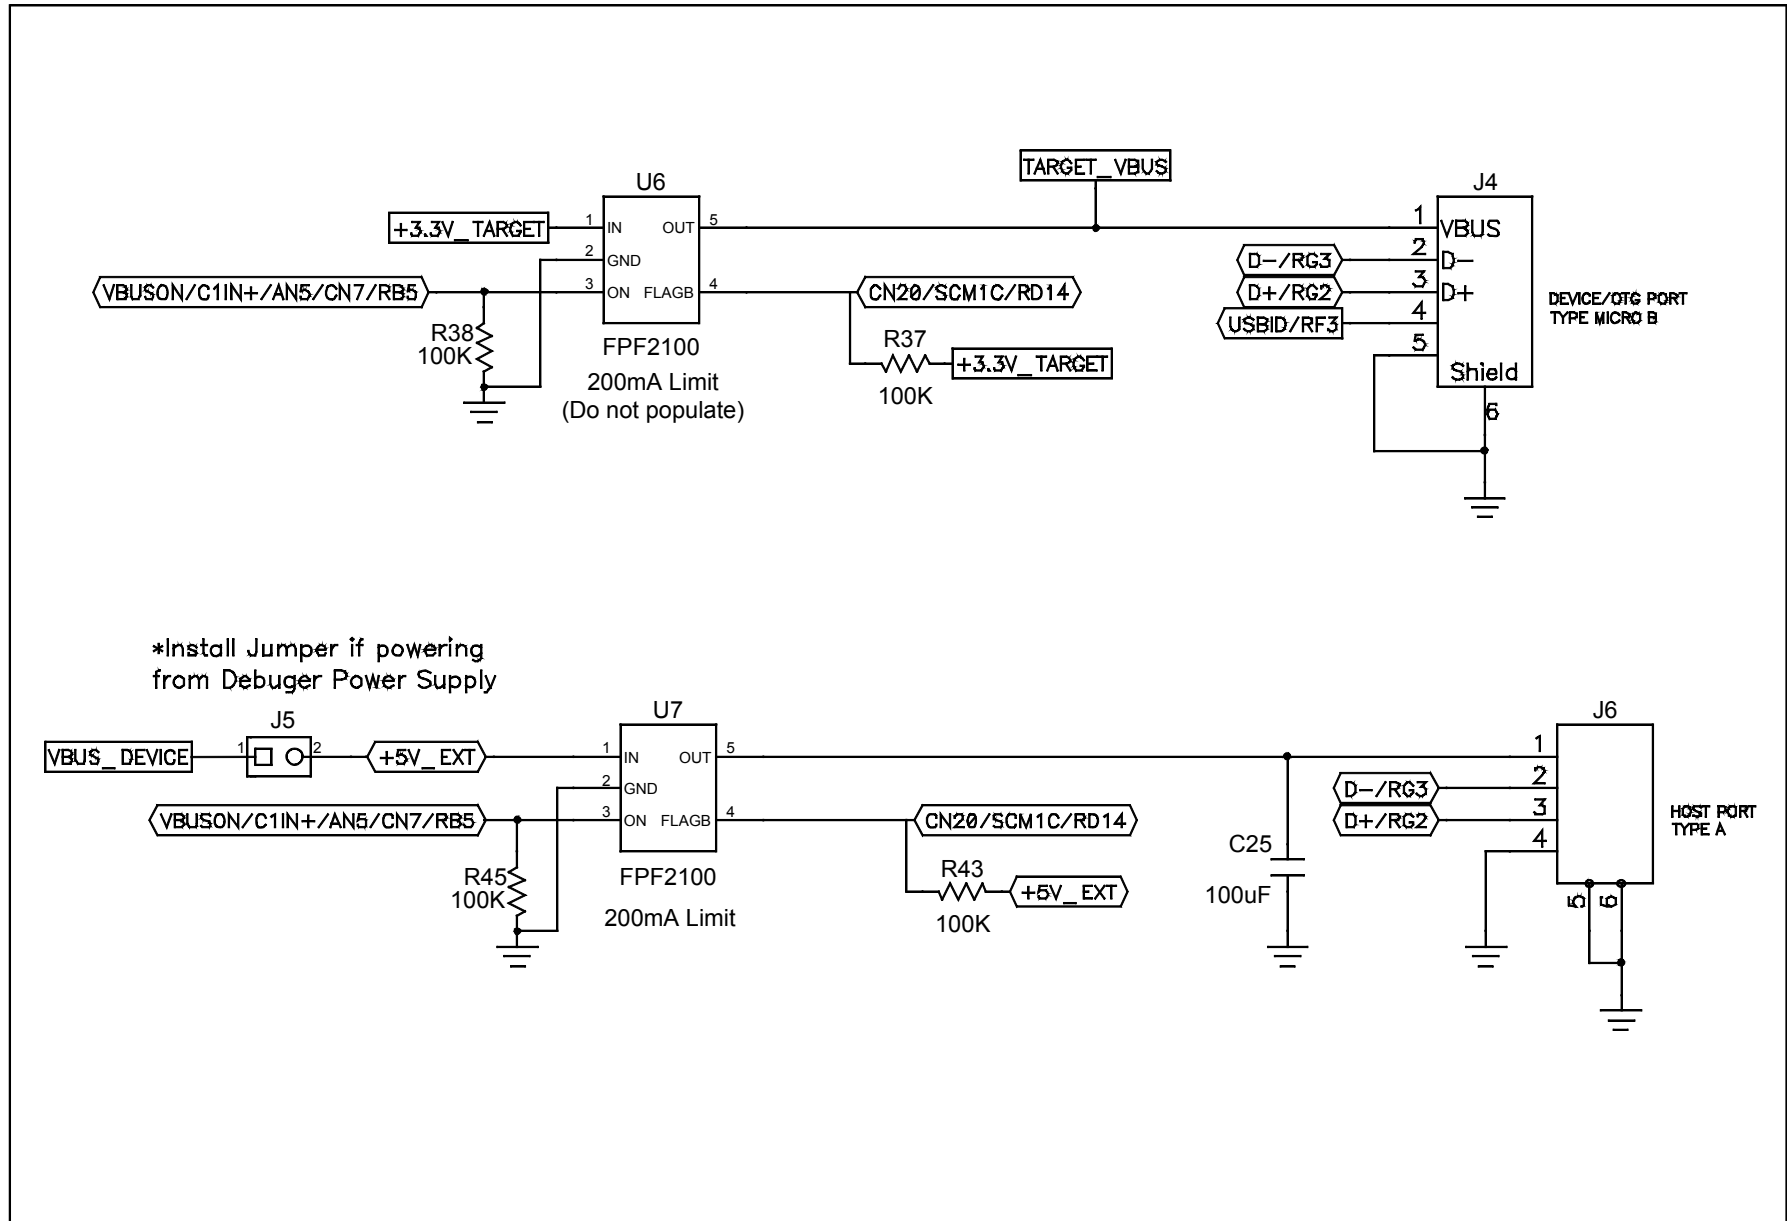 TARGET_VBUS
U6
J4
+3.3V_TARGET
1
IN
OUT
5
1
VBUS
2
GND
D-/RG3
2
D-
VBUSON/C1IN+/AN5/CN7/RB5
3
ON
FLAGB
4
CN20/SCM1C/RD14
D+/RG2
3
D+
DEVICE/OTG PORT
TYPE MICRO B
USBID/RF3
4
R38
100K
FPF2100
R37
+3.3V_TARGET
100K
5
Shield
200mA Limit
(Do not populate)
6
*Install Jumper if powering
from Debuger Power Supply
J5
U7
J6
VBUS_DEVICE
1
2
+5V_EXT
1
IN
OUT
5
1
2
GND
D-/RG3
2
VBUSON/C1IN+/AN5/CN7/RB5
3
ON
FLAGB
4
CN20/SCM1C/RD14
D+/RG2
3
HOST PORT
TYPE A
4
R45
100K
FPF2100
R43
+5V_EXT
100K
C25
100uF
200mA Limit
5
6